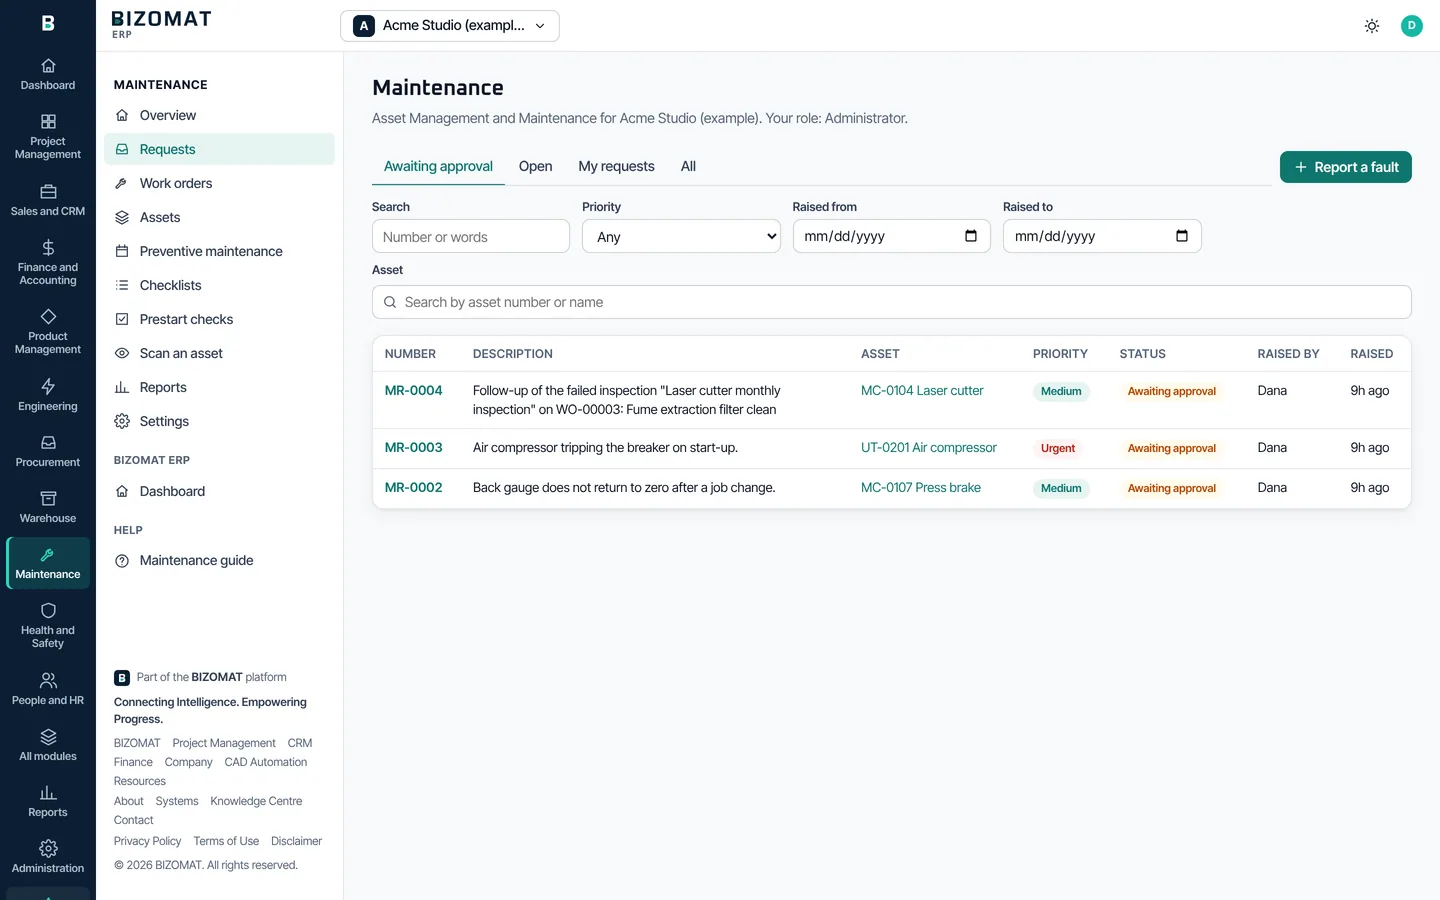 B
BIZOMAT
ERP
A Acme Studio (exampl...
D
Dashboard
Project
Management
Sales and CRM
Finance and
Accounting
Product
Management
Engineering
Procurement
Warehouse
Maintenance
Health and
Safety
People and HR
All modules
Reports
Administration
MAINTENANCE
Overview
Requests
Work orders
Assets
Preventive maintenance
Checklists
Prestart checks
Scan an asset
Reports
Settings
BIZOMAT ERP
Dashboard
HELP
Maintenance guide
B Part of the BIZOMAT platform
Connecting Intelligence. Empowering
Progress.
BIZOMAT Project Management CRM
Finance Company CAD Automation
Resources
About Systems Knowledge Centre
Contact
Privacy Policy Terms of Use Disclaimer
© 2026 BIZOMAT. All rights reserved.
Maintenance
Asset Management and Maintenance for Acme Studio (example). Your role: Administrator.
Awaiting approval Open My requests All
+ Report a fault
Search Priority Raised from Raised to
Number or words Any mm/dd/yyyy mm/dd/yyyy
Asset
Search by asset number or name
NUMBER DESCRIPTION ASSET PRIORITY STATUS RAISED BY RAISED
MR-0004 Follow-up of the failed inspection "Laser cutter monthly MC-0104 Laser cutter Medium Awaiting approval Dana 9h ago
inspection" on WO-00003: Fume extraction filter clean
MR-0003 Air compressor tripping the breaker on start-up. UT-0201 Air compressor Urgent Awaiting approval Dana 9h ago
MR-0002 Back gauge does not return to zero after a job change. MC-0107 Press brake Medium Awaiting approval Dana 9h ago